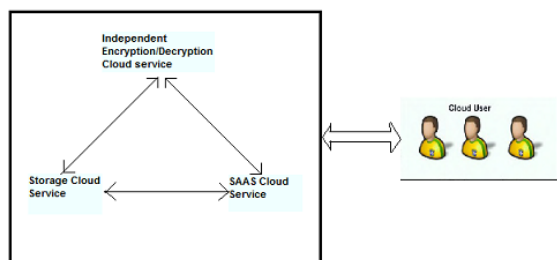 Independent
Encryption/Decryption
Cloud service
Cloud User
Storage Cloud
Service
SAAS Cloud
Service